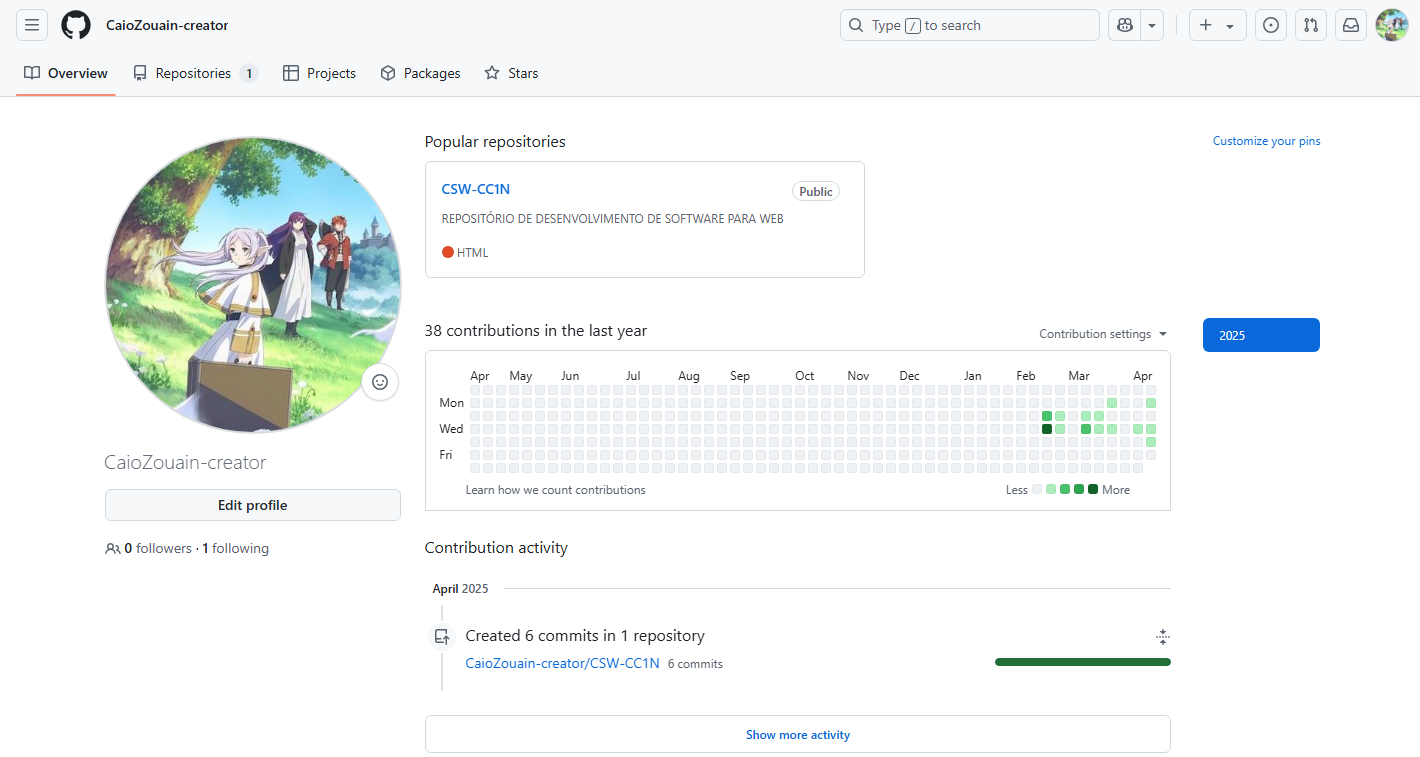 CaioZouain-creator
Type / to search
Overview
Repositories 1
Projects
Packages
Stars
CaioZouain-creator
Edit profile
0 followers · 1 following
Popular repositories
Customize your pins
CSW-CC1N
Public
REPOSITÓRIO DE DESENVOLVIMENTO DE SOFTWARE PARA WEB
HTML
38 contributions in the last year
Contribution settings
2025
Apr May Jun Jul Aug Sep Oct Nov Dec Jan Feb Mar Apr
Mon
Wed
Fri
Learn how we count contributions
Less More
Contribution activity
April 2025
Created 6 commits in 1 repository
CaioZouain-creator/CSW-CC1N 6 commits
Show more activity